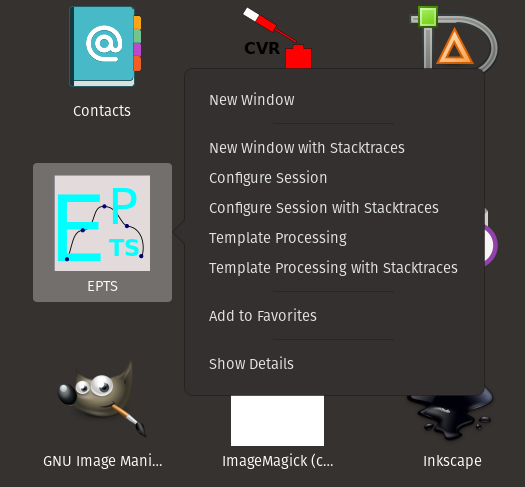 @
CVR
Contacts
New Window
New Window with Stacktraces
Configure Session
Configure Session with Stacktraces
Template Processing
Template Processing with Stacktraces
Add to Favorites
Show Details
E P
TS
EPTS
GNU Image Mani...
ImageMagick (c...
Inkscape